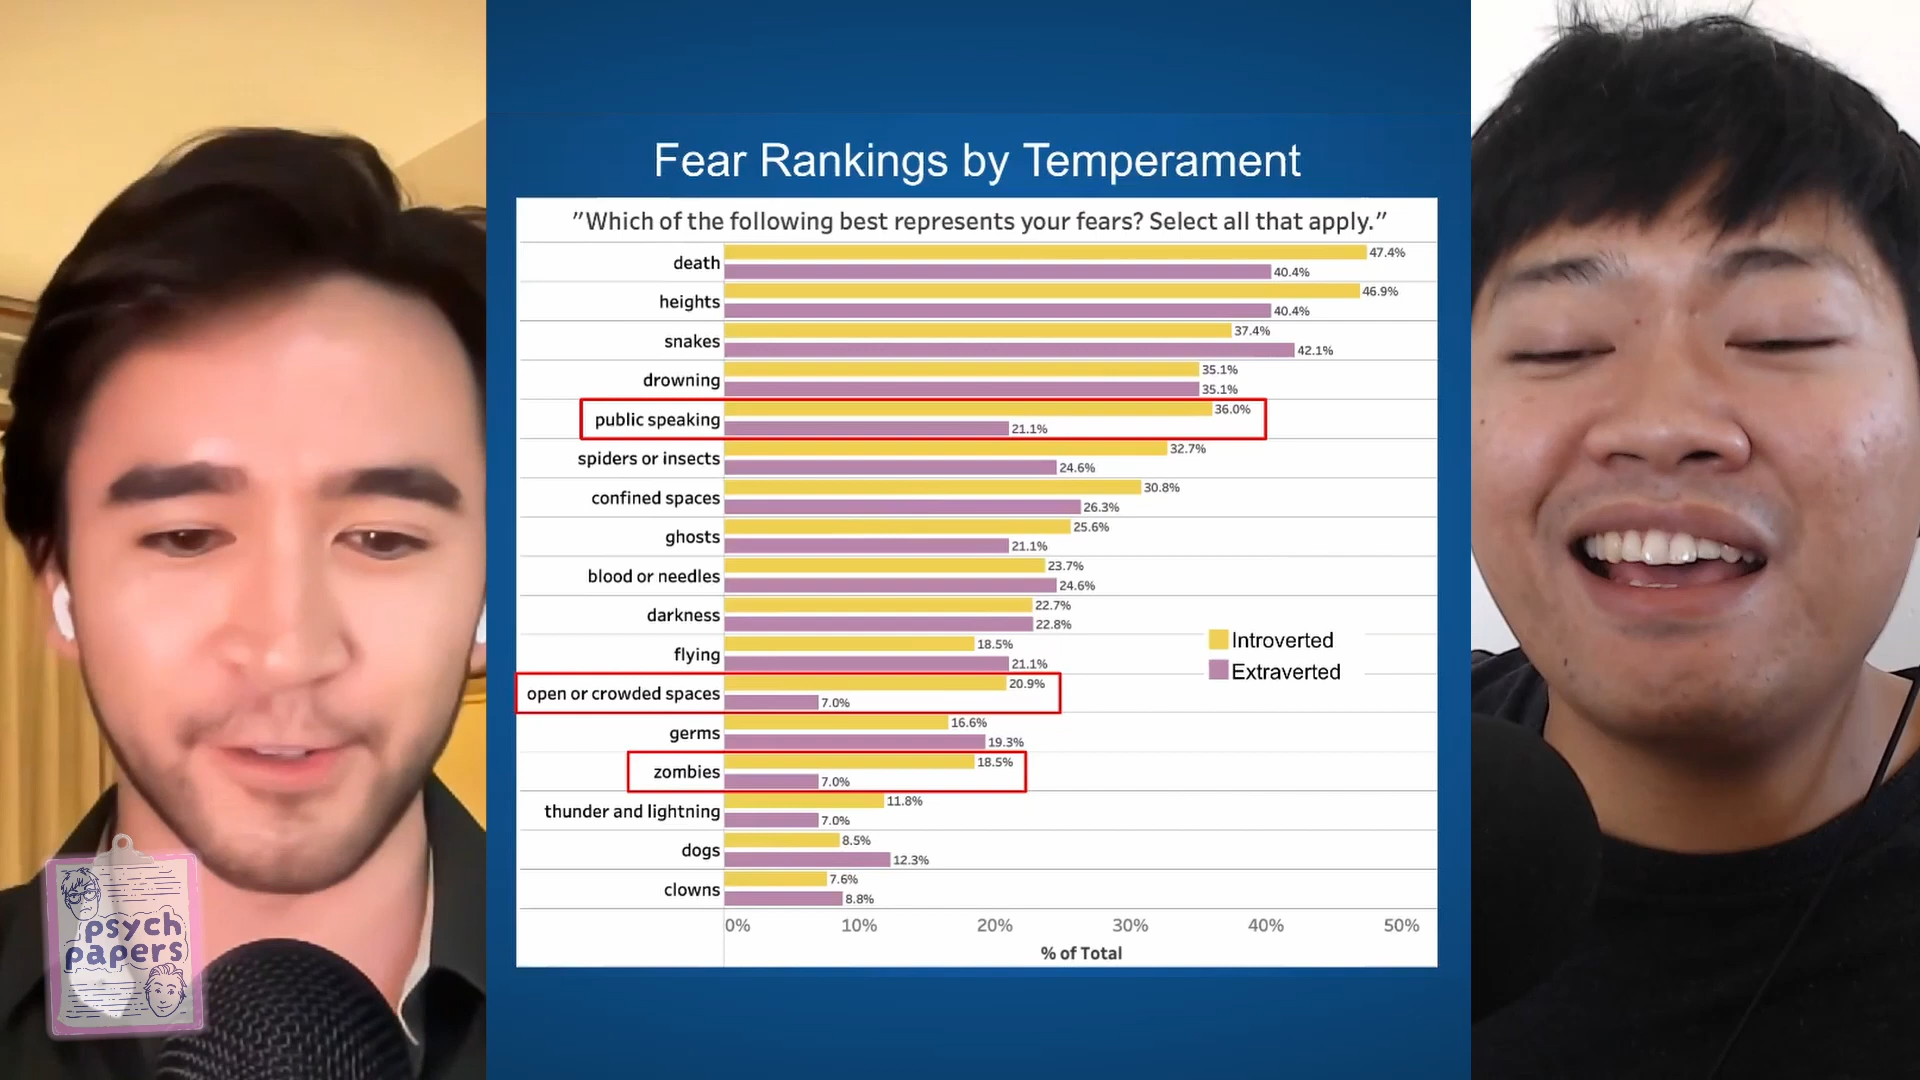 Fear Rankings by Temperament
"Which of the following best represents your fears? Select all that apply."
death 47.4%
40.4%
heights 46.9%
40.4%
snakes 37.4%
42.1%
drowning 35.1%
35.1%
public speaking 36.0%
21.1%
spiders or insects 32.7%
24.6%
confined spaces 30.8%
26.3%
ghosts 25.6%
21.1%
blood or needles 23.7%
24.6%
darkness 22.7%
22.8%
flying 18.5%
21.1%
open or crowded spaces 20.9%
7.0%
germs 16.6%
19.3%
zombies 18.5%
7.0%
thunder and lightning 11.8%
7.0%
dogs 8.5%
12.3%
clowns 7.6%
8.8%
0% 10% 20% 30% 40% 50%
% of Total
Introverted
Extraverted
psych
papers